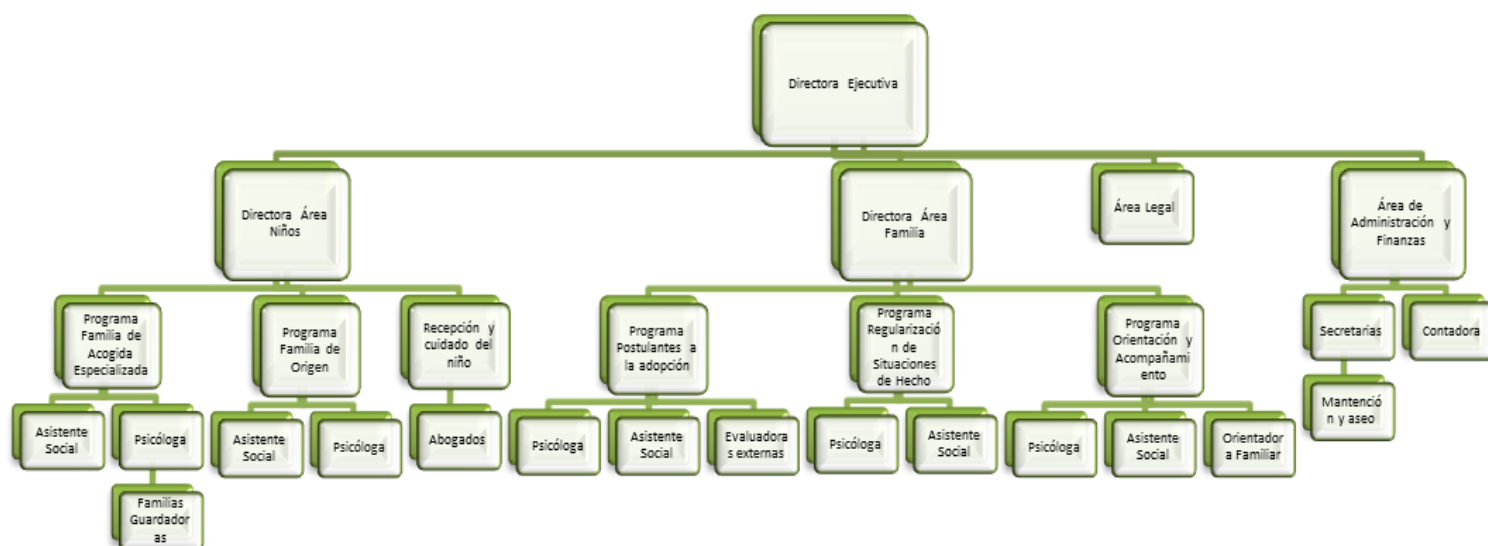 Directora Ejecutiva
Directora Área
Niños
Directora Área
Familia
Área Legal
Área de
Administración y
Finanzas
Programa
Familia de
Acogida
Especializada
Programa
Familia de
Origen
Recepción y
cuidado del
niño
Programa
Postulantes a
la adopción
Programa
Regularizació
n de
Situaciones
de Hecho
Programa
Orientación y
Acompañami
ento
Secretarias
Contadora
Asistente
Social
Psicóloga
Asistente
Social
Psicóloga
Abogados
Psicóloga
Asistente
Social
Evaluadora
s externas
Psicóloga
Asistente
Social
Psicóloga
Asistente
Social
Orientador
a Familiar
Mantenció
n y aseo
Familias
Guardador
as